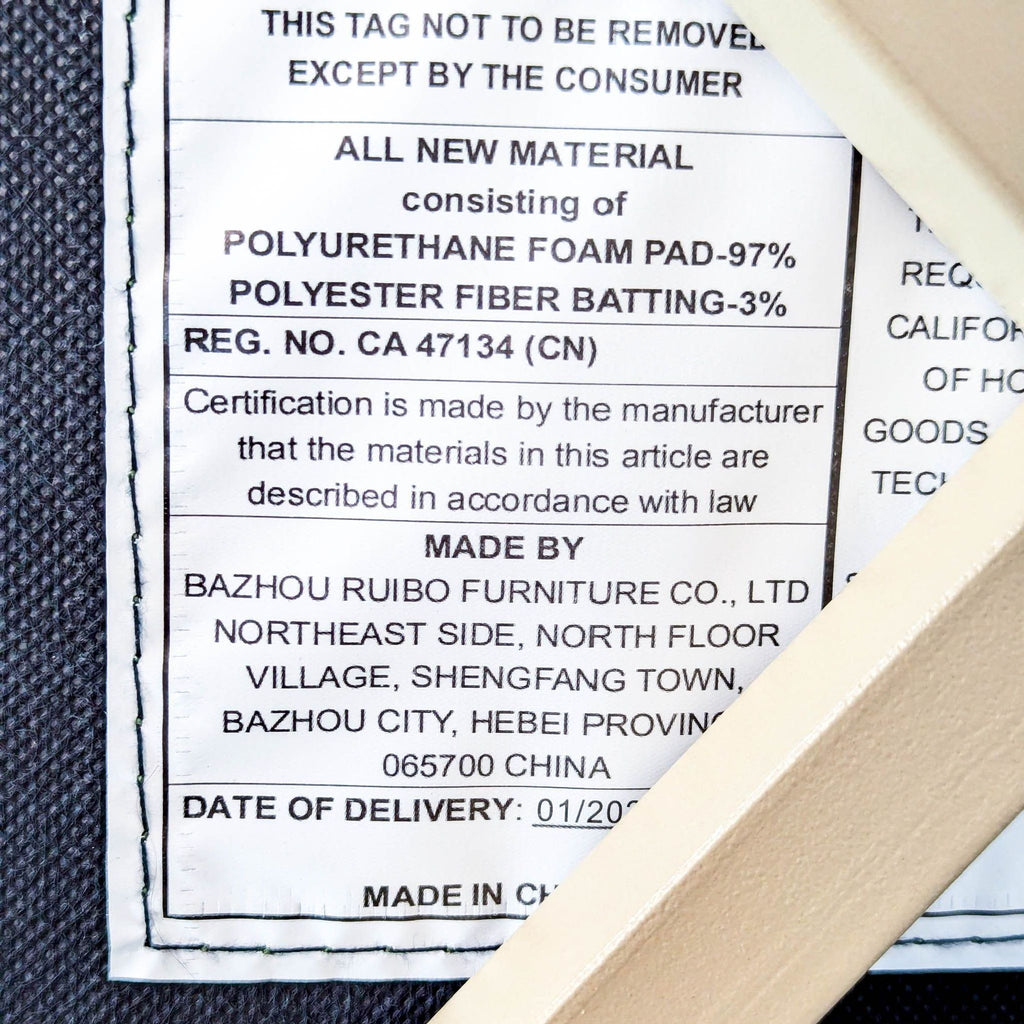 THIS TAG NOT TO BE REMOVED
EXCEPT BY THE CONSUMER
ALL NEW MATERIAL
consisting of
POLYURETHANE FOAM PAD-97%
POLYESTER FIBER BATTING-3%
REG. NO. CA 47134 (CN)
Certification is made by the manufacturer
that the materials in this article are
described in accordance with law
MADE BY
BAZHOU RUIBO FURNITURE CO., LTD
NORTHEAST SIDE, NORTH FLOOR
VILLAGE, SHENGFANG TOWN,
BAZHOU CITY, HEBEI
065700 CHINA
DATE OF DELIVERY:
MADE IN
OF
GOODS